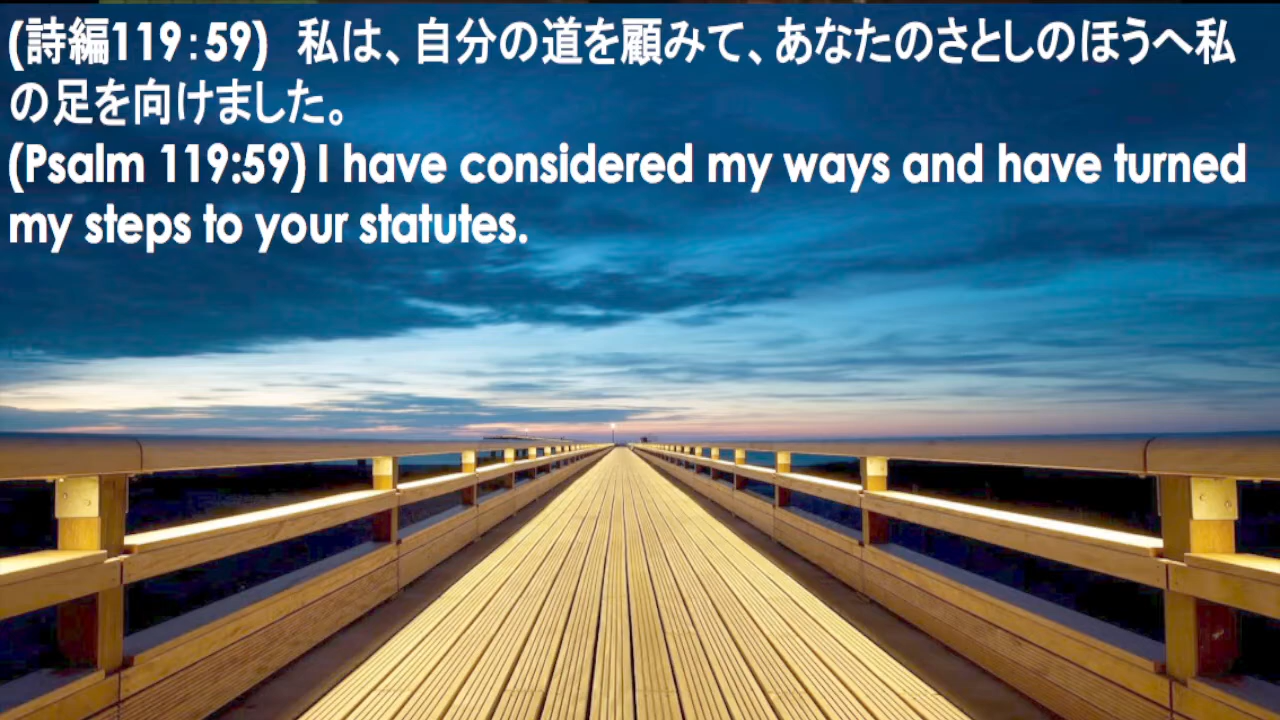 (詩編119：59)　私は、自分の道を顧みて、あなたのさとしのほうへ私
の足を向けました。
(Psalm 119:59) I have considered my ways and have turned
my steps to your statutes.